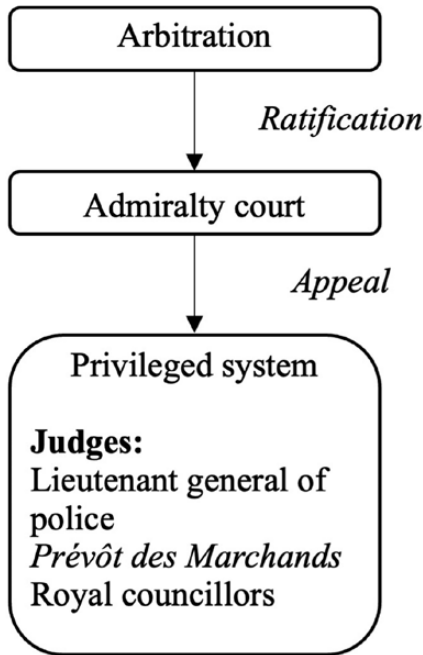 Arbitration
Ratification
Admiralty court
Appeal
Privileged system
Judges:
Lieutenant general of
police
Prévôt des Marchands
Royal councillors